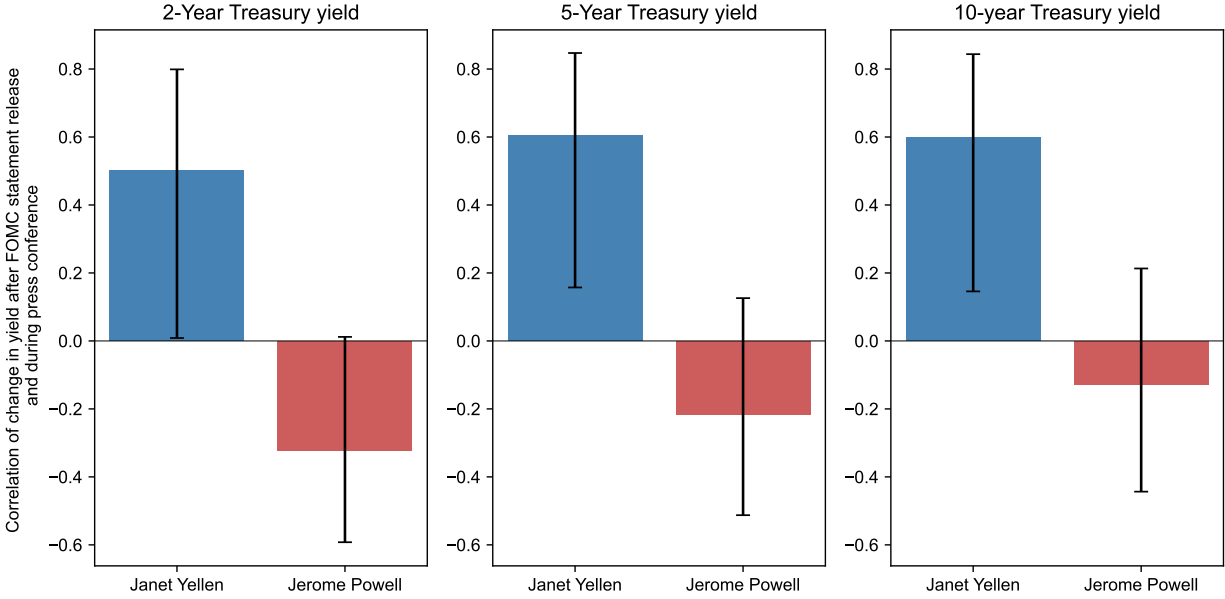 2-Year Treasury yield
5-Year Treasury yield
10-year Treasury yield
Correlation of change in yield after FOMC statement release
and during press conference
0.8
0.6
0.4
0.2
0.0
−0.2
−0.4
−0.6
Janet Yellen
Jerome Powell
0.8
0.6
0.4
0.2
0.0
−0.2
−0.4
−0.6
Janet Yellen
Jerome Powell
0.8
0.6
0.4
0.2
0.0
−0.2
−0.4
−0.6
Janet Yellen
Jerome Powell